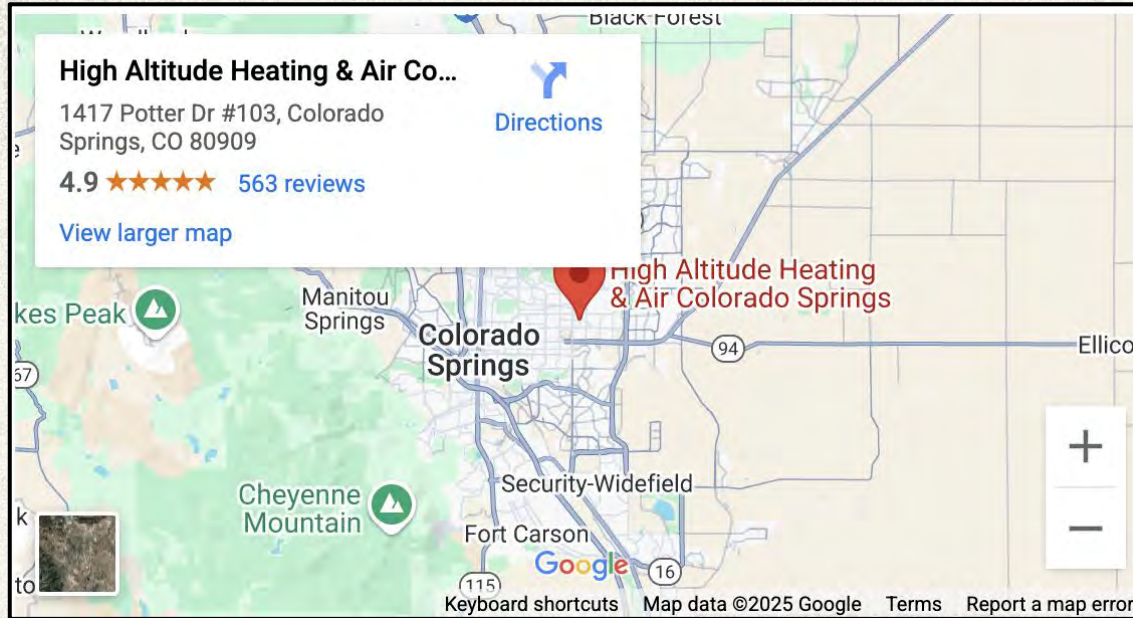 Black Forest
High Altitude Heating & Air Co...
1417 Potter Dr #103, Colorado
Springs, CO 80909
Directions
4.9
563 reviews
View larger map
High Altitude Heating
& Air Colorado Springs
kes Peak
Manitou
Springs
Colorado
Springs
94
Ellico
67
Security-Widefield
Cheyenne
Mountain
k
Fort Carson
to
Google
16
115
Keyboard shortcuts
Map data ©2025 Google
Terms
Report a map error